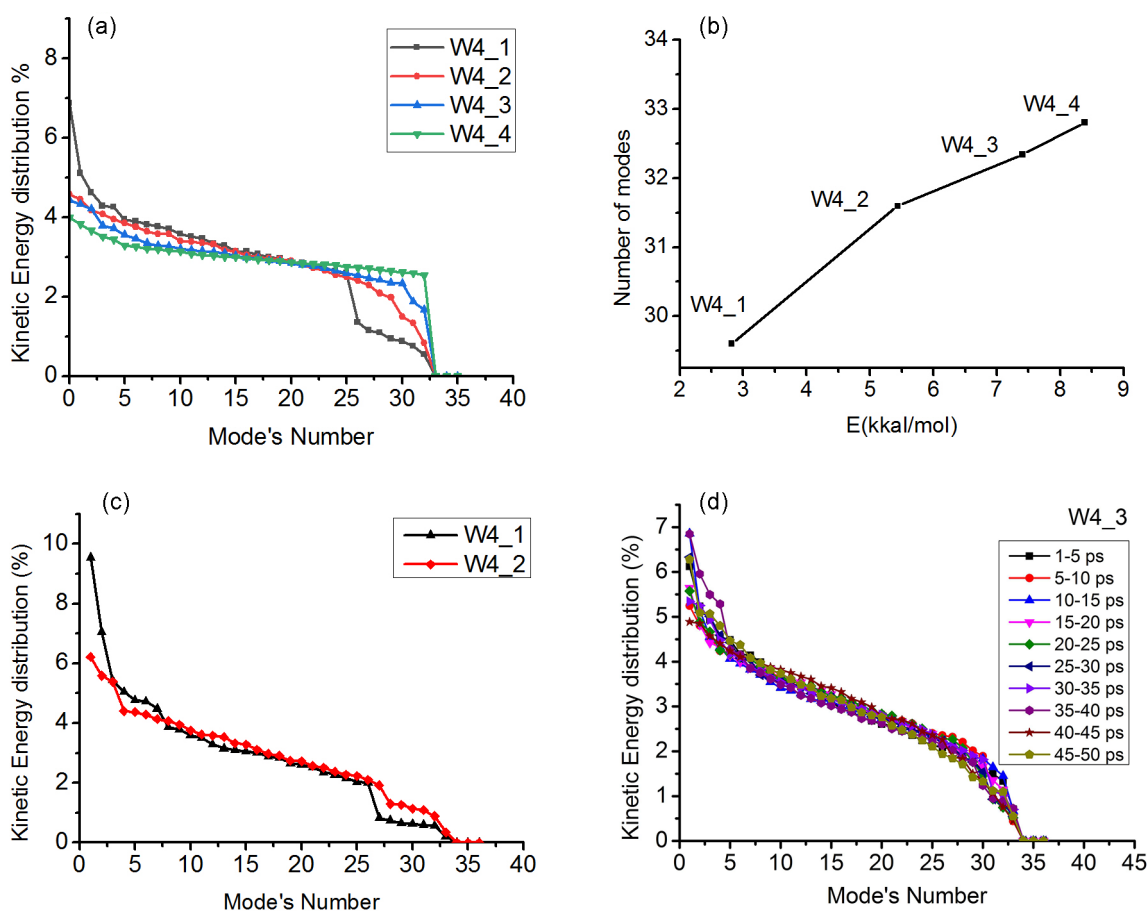 (a)
W4_1
W4_2
W4_3
W4_4
8
6
4
2
0
Kinetic Energy distribution %
0 5 10 15 20 25 30 35 40
Mode's Number
(b)
34
33
32
31
30
Number of modes
W4_1
W4_2
W4_3
W4_4
2 3 4 5 6 7 8 9
E(kkal/mol)
(c)
W4_1
W4_2
10
8
6
4
2
0
Kinetic Energy distribution (%)
0 5 10 15 20 25 30 35 40
Mode's Number
(d)
W4_3
1-5 ps
5-10 ps
10-15 ps
15-20 ps
20-25 ps
25-30 ps
30-35 ps
35-40 ps
40-45 ps
45-50 ps
7
6
5
4
3
2
1
0
Kinetic Energy distribution (%)
0 5 10 15 20 25 30 35 40 45
Mode's Number